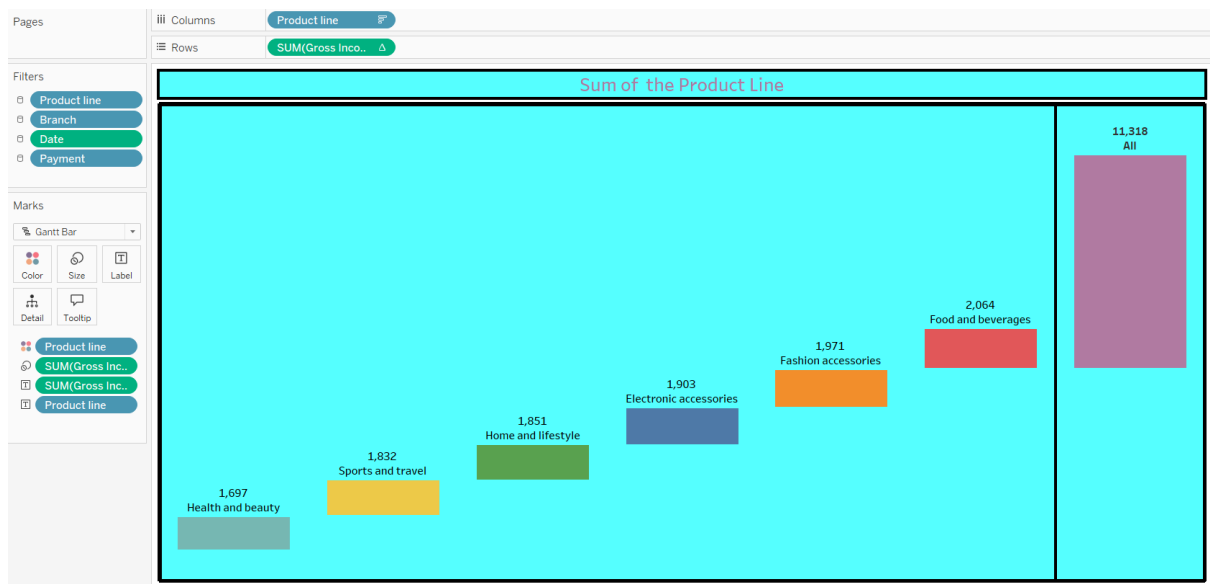 Pages
Columns
Product line
Rows
SUM(Gross Inco..
Filters
Product line
Branch
Date
Payment
Marks
Gantt Bar
Color
Size
T
Label
Detail
Tooltip
Product line
SUM(Gross Inc..
T
SUM(Gross Inc..
T
Product line
Sum of the Product Line
11,318
All
2,064
Food and beverages
1,971
Fashion accessories
1,903
Electronic accessories
1,851
Home and lifestyle
1,832
Sports and travel
1,697
Health and beauty